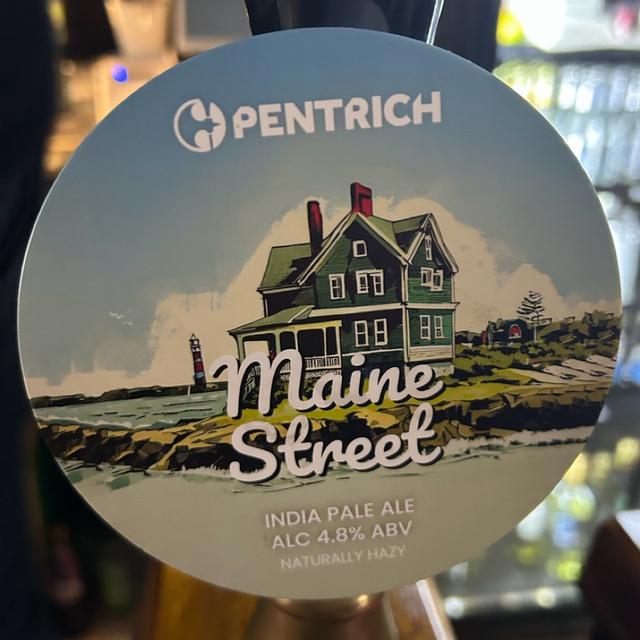 PENTRICH
Maine
Street
INDIA PALE ALE
ALC 4.8% ABV
NATURALLY HAZY